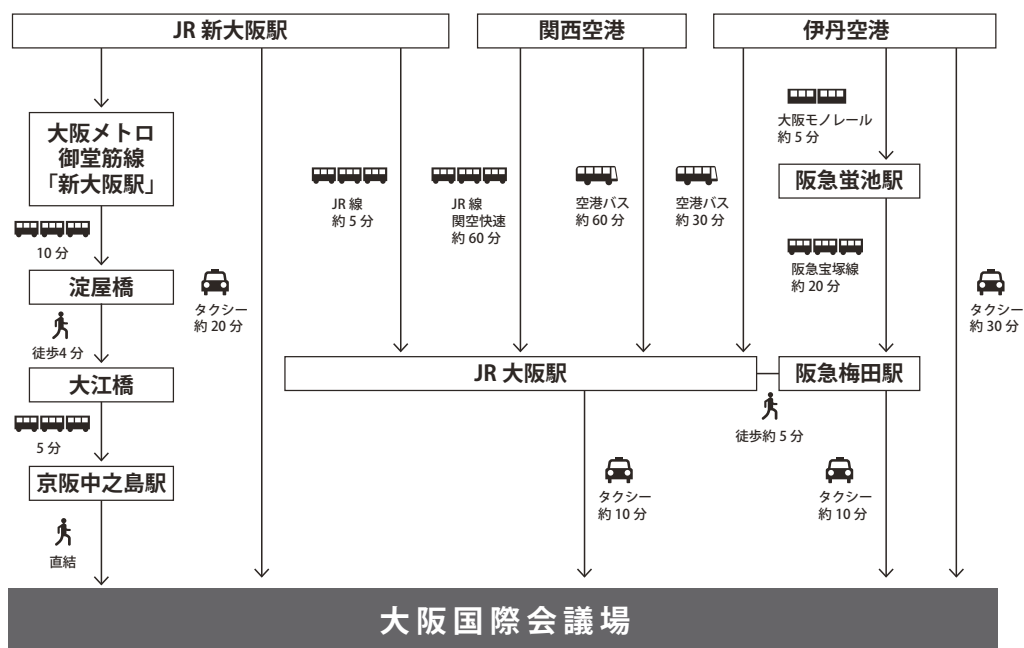 JR 新大阪駅
関西空港
伊丹空港
大阪メトロ
御堂筋線
「新大阪駅」
10 分
淀屋橋
徒歩4 分
大江橋
5 分
京阪中之島駅
直結
タクシー
約 20 分
JR 線
約 5 分
JR 線
関空快速
約 60 分
空港バス
約 60 分
空港バス
約 30 分
大阪モノレール
約 5 分
阪急蛍池駅
阪急宝塚線
約 20 分
タクシー
約 30 分
JR 大阪駅
阪急梅田駅
徒歩約 5 分
タクシー
約 10 分
タクシー
約 10 分
大阪国際会議場